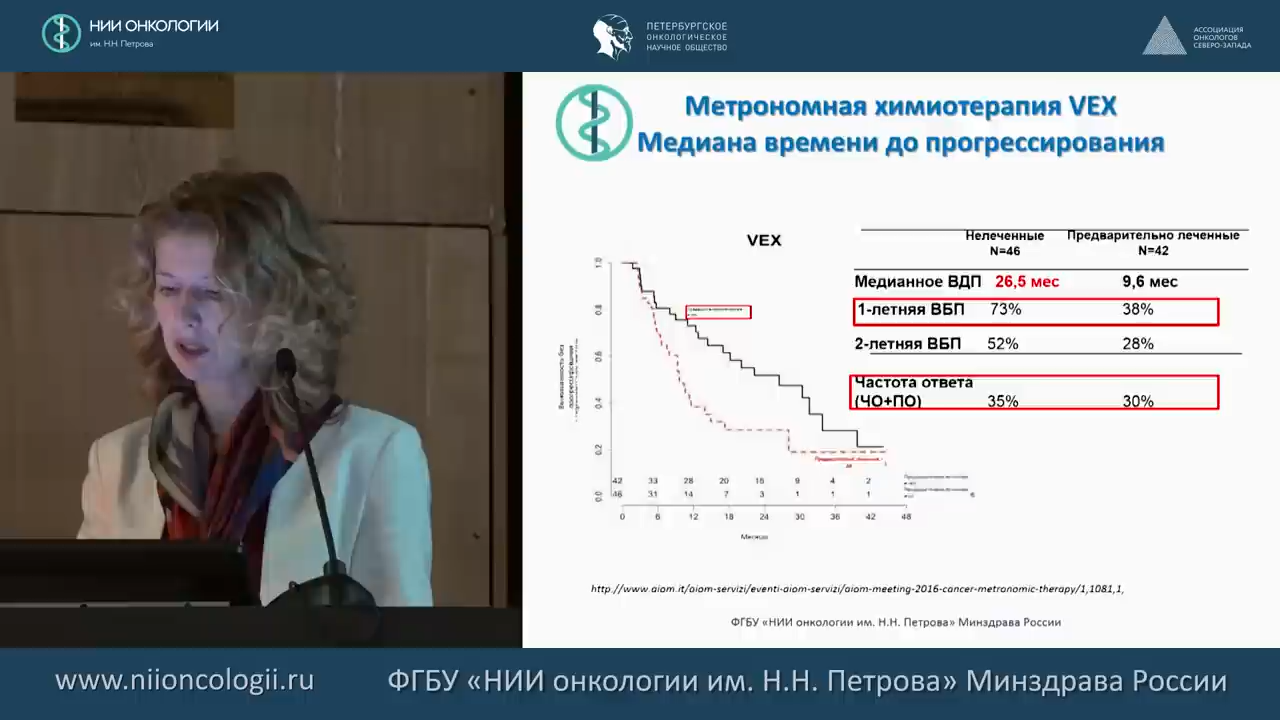 НИИ ОНКОЛОГИИ
им. Н.Н. Петрова
ПЕТЕРБУРГСКОЕ
ОНКОЛОГИЧЕСКОЕ
НАУЧНОЕ ОБЩЕСТВО
АССОЦИАЦИЯ
ОНКОЛОГОВ
СЕВЕРО-ЗАПАДА
Метрономная химиотерапия VEX
Медиана времени до прогрессирования
VEX
Нелеченные Предварительно леченные
N=46 N=42
Медианное ВДП 26,5 мес 9,6 мес
1-летняя ВБП 73% 38%
2-летняя ВБП 52% 28%
Частота ответа
(ЧО+ПО) 35% 30%
Выживаемость без
прогрессирования
1.0
0.8
0.6
0.4
0.2
0.0
42 33 28 20 16 9 4 2
46 31 14 7 3 1 1 1 6
0 6 12 18 24 30 36 42 48
Месяцы
http://www.aiom.it/aiom-servizi/eventi-aiom-servizi/aiom-meeting-2016-cancer-metronomic-therapy/1,1081,1,
ФГБУ «НИИ онкологии им. Н.Н. Петрова» Минздрава России
www.niioncologii.ru ФГБУ «НИИ онкологии им. Н.Н. Петрова» Минздрава России